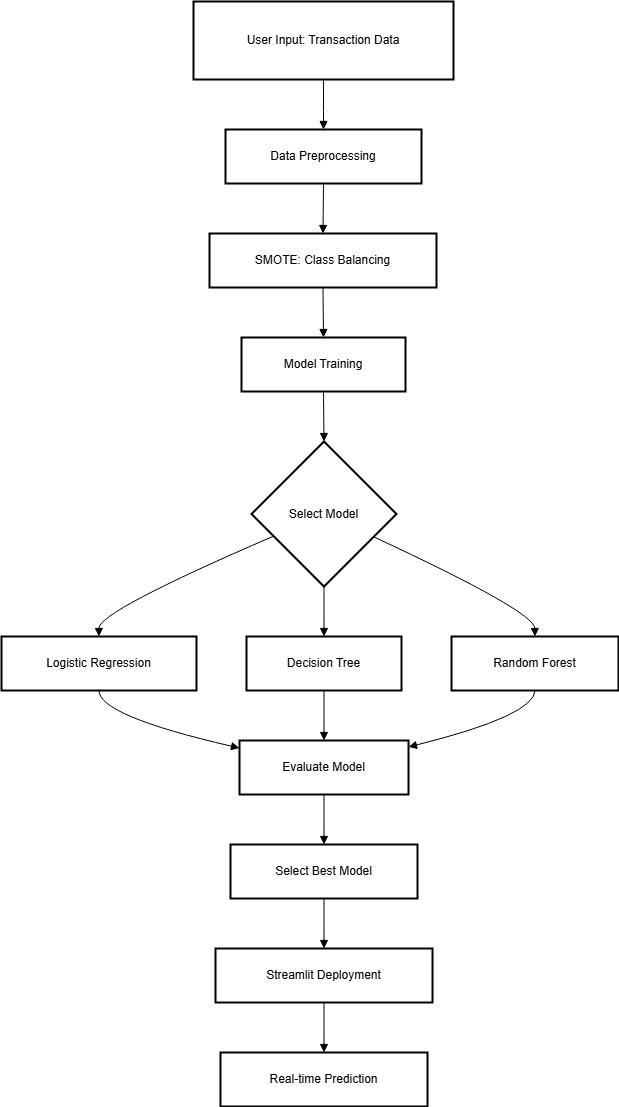 User Input: Transaction Data
Data Preprocessing
SMOTE: Class Balancing
Model Training
Select Model
Logistic Regression
Decision Tree
Random Forest
Evaluate Model
Select Best Model
Streamlit Deployment
Real-time Prediction